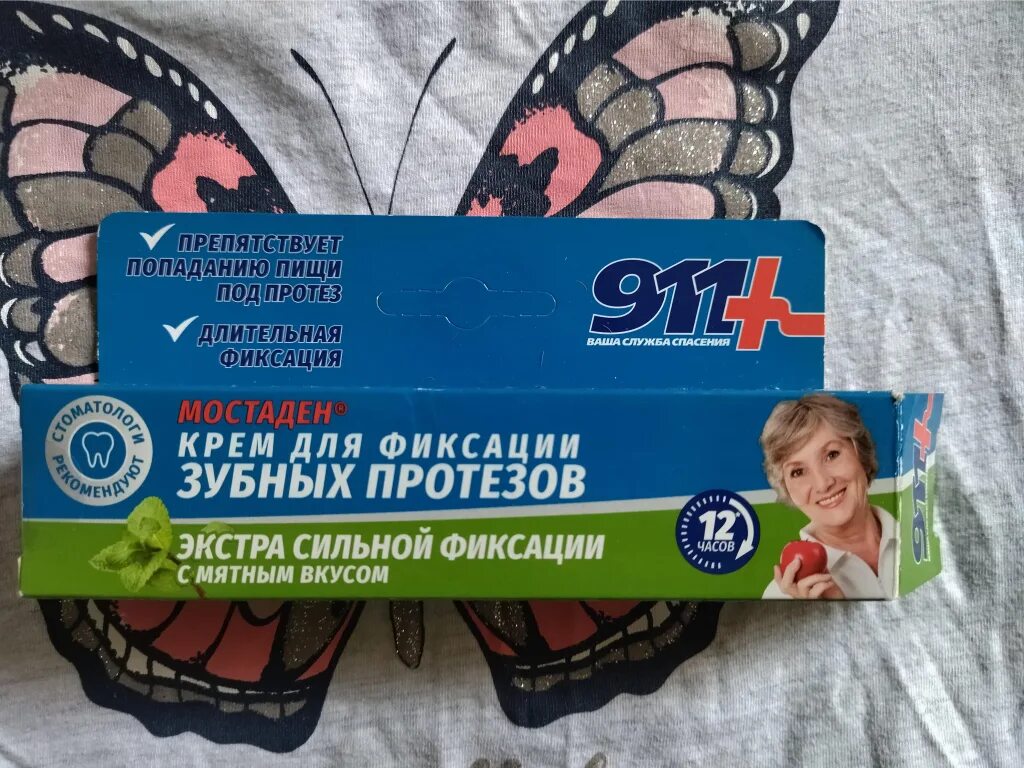 ПРЕПЯТСТВУЕТ
ПОПАДАНИЮ ПИЩИ
ПОД ПРОТЕЗ
ДЛИТЕЛЬНАЯ
ФИКСАЦИЯ
911+
ВАША СЛУЖБА СПАСЕНИЯ
СТОМАТОЛОГИ
РЕКОМЕНДУЮТ
МОСТАДЕН®
КРЕМ ДЛЯ ФИКСАЦИИ
ЗУБНЫХ ПРОТЕЗОВ
ЭКСТРА СИЛЬНОЙ ФИКСАЦИИ
С МЯТНЫМ ВКУСОМ
12
ЧАСОВ
911+